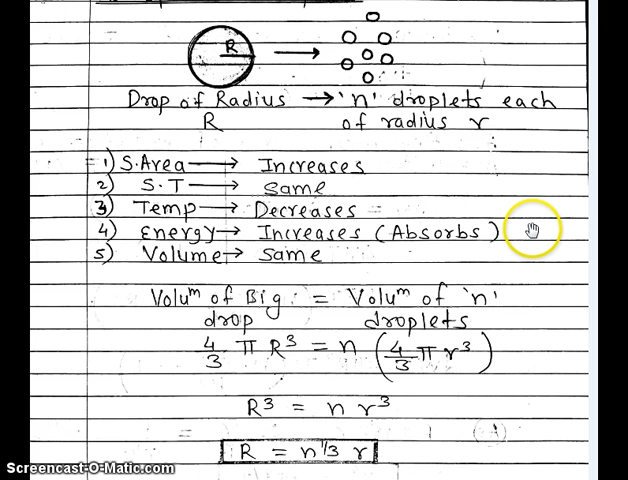 R
Drop of Radius → 'n' droplets each
R of radius r
1) S.Area → Increases
2) S.T → Same
3) Temp → Decreases
4) Energy → Increases (Absorbs)
5) Volume → Same
Volu^m of Big = Volu^m of 'n'
drop droplets
4/3 π R³ = n (4/3 π r³)
R³ = n r³
R = n^1/3 r
Screencast-O-Matic.com